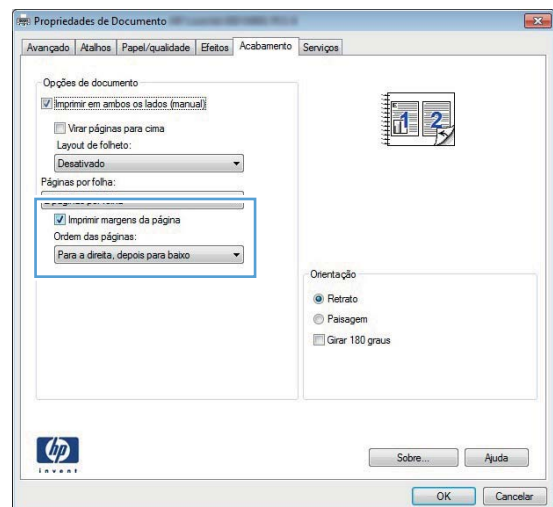 Propriedades de Documento
Avançado Atalhos Papel/qualidade Efeitos Acabamento Serviços
Opções de documento
Imprimir em ambos os lados (manual)
Virar páginas para cima
Layout de folheto:
Desativado
Páginas por folha:
Imprimir margens da página
Ordem das páginas:
Para a direita, depois para baixo
1 2
Orientação
Retrato
Paisagem
Girar 180 graus
hp
invent
Sobre... Ajuda
OK Cancelar